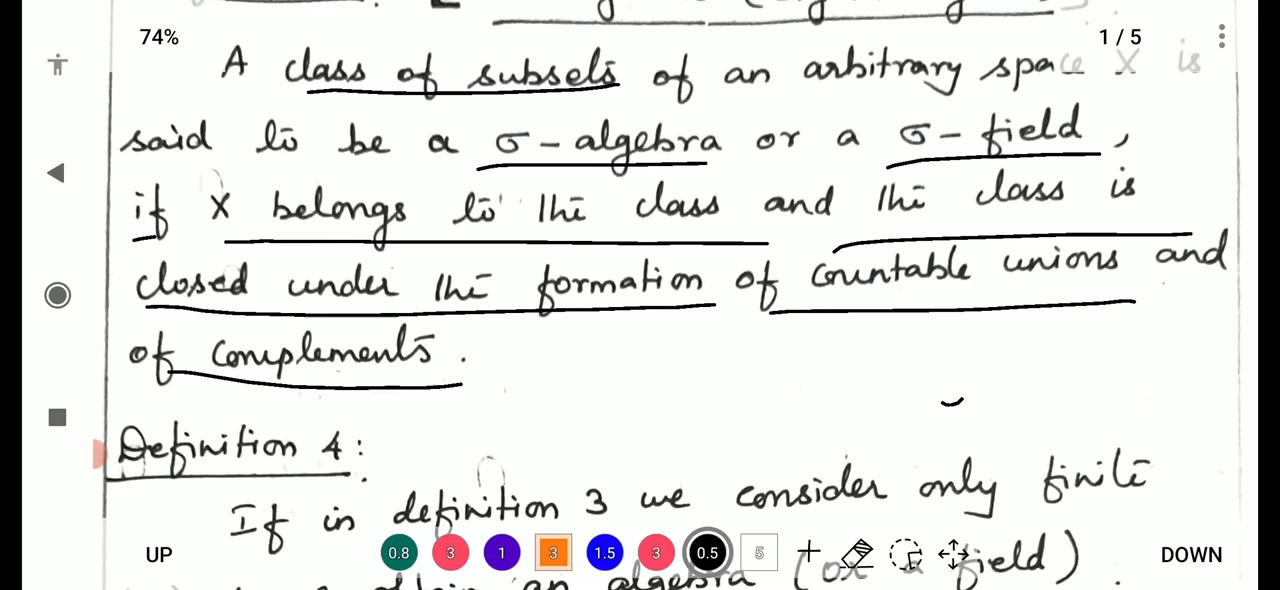 74%
1 / 5
A class of subsets of an arbitrary space X is
said to be a σ-algebra or a σ-field,
if X belongs to the class and the class is
closed under the formation of countable unions and
of complements.
Definition 4:
If in definition 3 we consider only finite
UP
0.8 3 1 3 1.5 3 0.5 5
DOWN
an algebra (or a field).